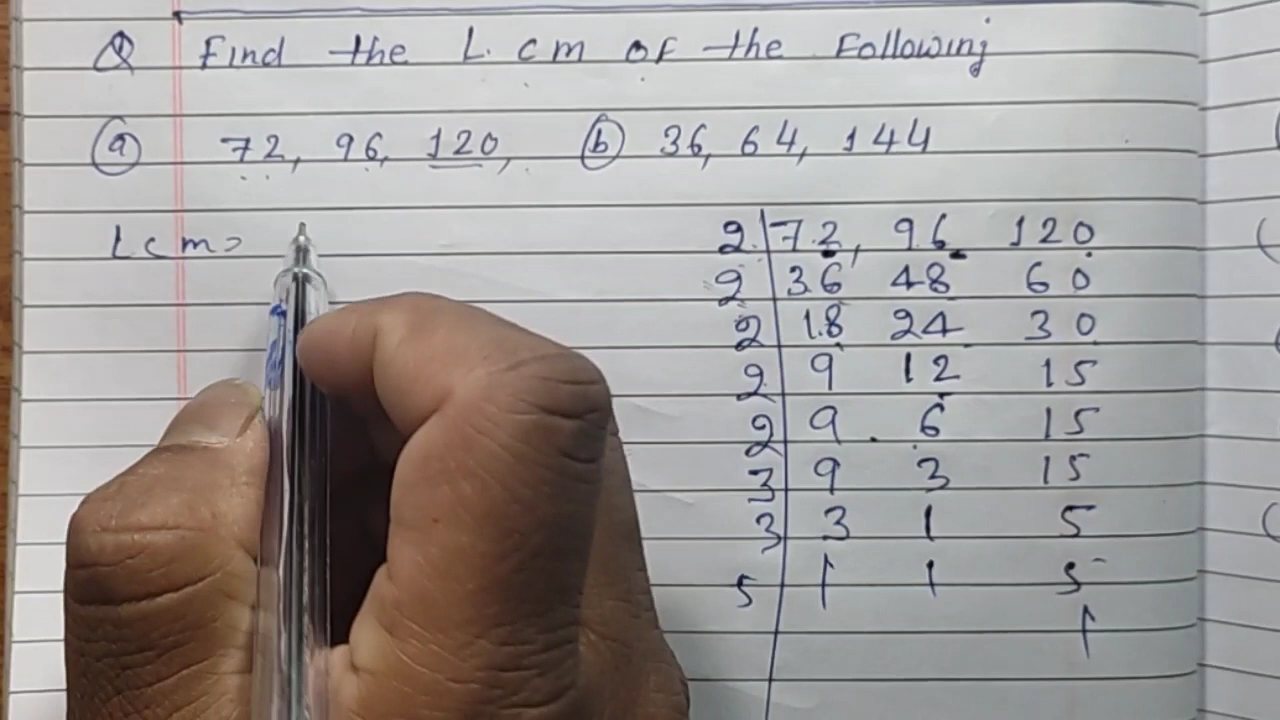 Q Find the L.cm of the Following
(a) 72, 96, 120, (b) 36, 64, 144
Lcm=
2 72, 96 120
2 36 48 60
2 18 24 30
2 9 12 15
2 9 6 15
3 9 3 15
3 3 1 5
5 1 1 5
1